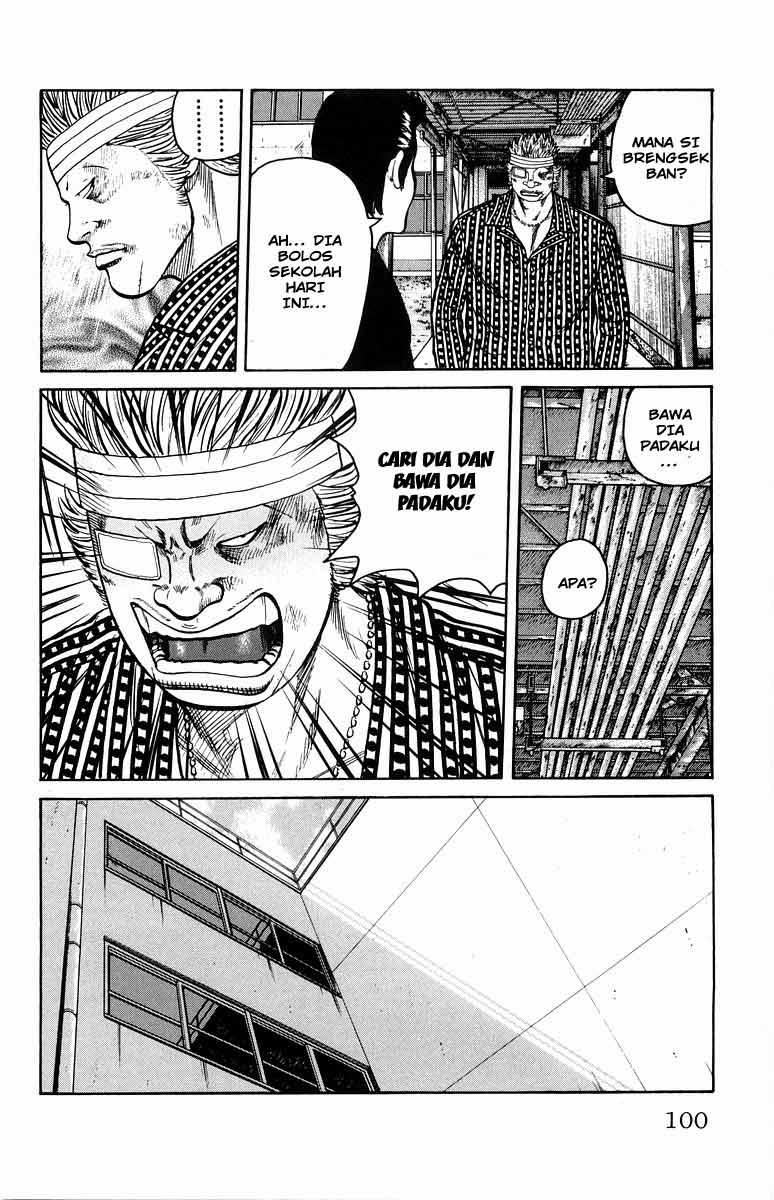 MANA SI
BRENGSEK
BAN?
AH... DIA
BOLOS
SEKOLAH
HARI
INI...
......
......
BAWA
DIA
PADAKU
...
APA?
CARI DIA DAN
BAWA DIA
PADAKU!
100